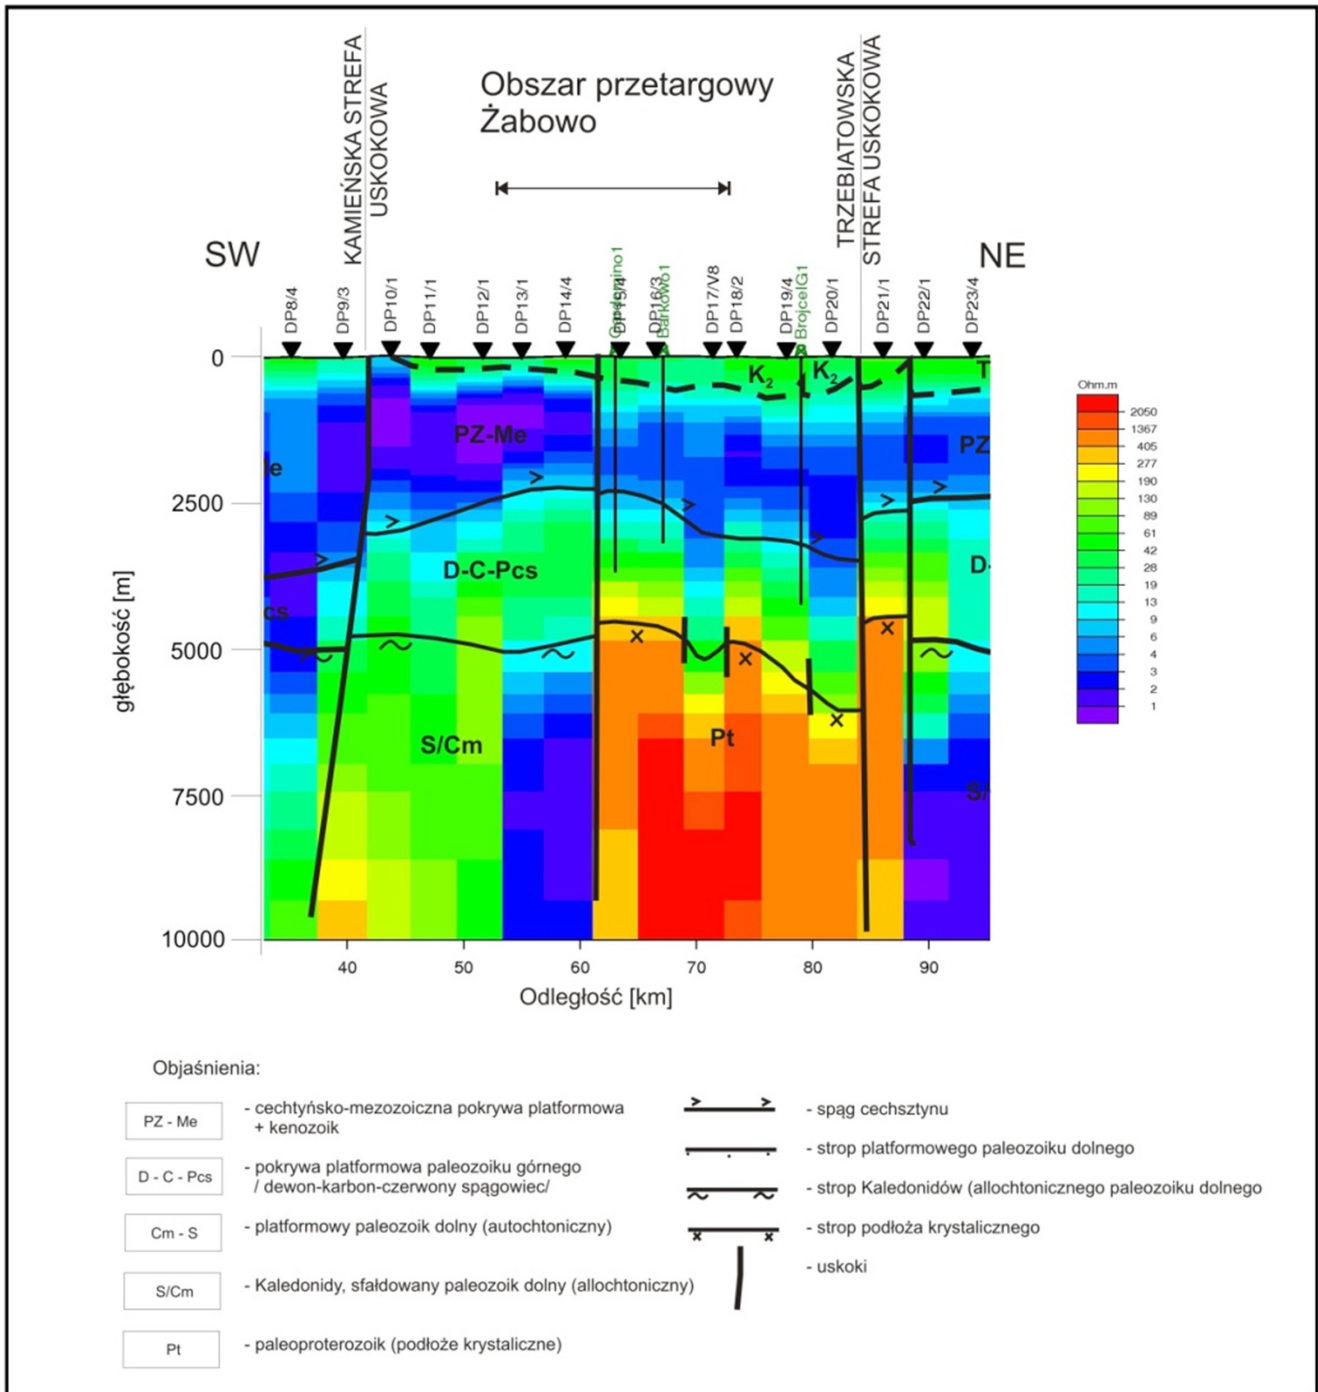 KAMIEŃSKA STREFA
USKOKOWA
Obszar przetargowy
Żabowo
TRZEBIATOWSKA
STREFA USKOKOWA
SW
NE
DP8/4
DP9/3
DP10/1
DP11/1
DP12/1
DP13/1
DP14/4
DP15/4
DP16/3
Barkowo1
DP17/V8
DP18/2
DP19/4
BrojceIG1
DP20/1
DP21/1
DP22/1
DP23/4
głębokość [m]
0
2500
5000
7500
10000
K2
K2
T
PZ-Me
PZ
e
D-C-Pcs
D-
cs
S/Cm
Pt
S/
40
50
60
70
80
90
Odległość [km]
Ohm.m
2050
1367
405
277
190
130
89
61
42
28
19
13
9
6
4
3
2
1
Objaśnienia:
PZ - Me
- cechtyńsko-mezozoiczna pokrywa platformowa
+ kenozoik
D - C - Pcs
- pokrywa platformowa paleozoiku górnego
/ dewon-karbon-czerwony spągowiec/
Cm - S
- platformowy paleozoik dolny (autochtoniczny)
S/Cm
- Kaledonidy, sfałdowany paleozoik dolny (allochtoniczny)
Pt
- paleoproterozoik (podłoże krystaliczne)
- spąg cechsztynu
- strop platformowego paleozoiku dolnego
- strop Kaledonidów (allochtonicznego paleozoiku dolnego
- strop podłoża krystalicznego
- uskoki